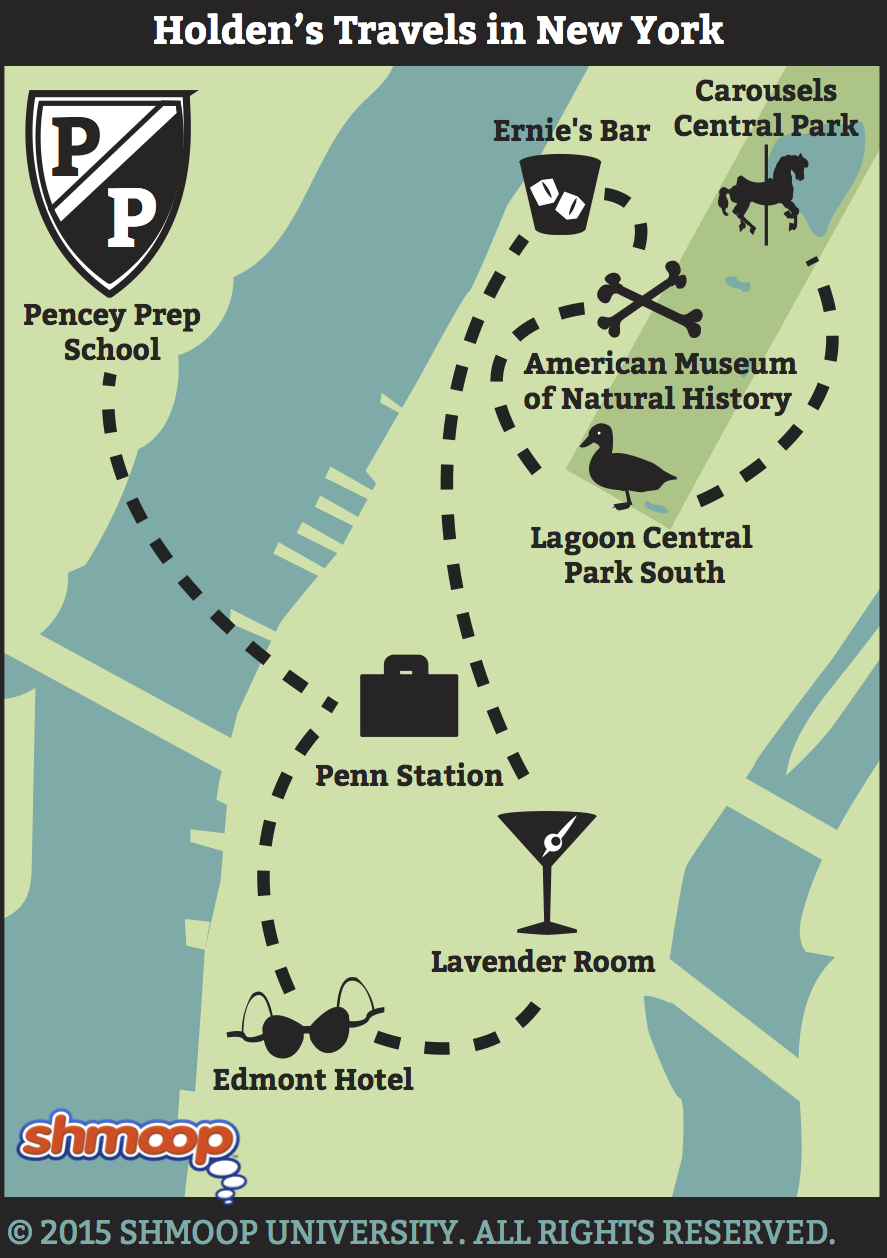 Holden's Travels in New York
Carousels
Central Park
Ernie's Bar
P
P
Pencey Prep
School
American Museum
of Natural History
Lagoon Central
Park South
Penn Station
Lavender Room
Edmont Hotel
shmoop
© 2015 SHMOOP UNIVERSITY. ALL RIGHTS RESERVED.